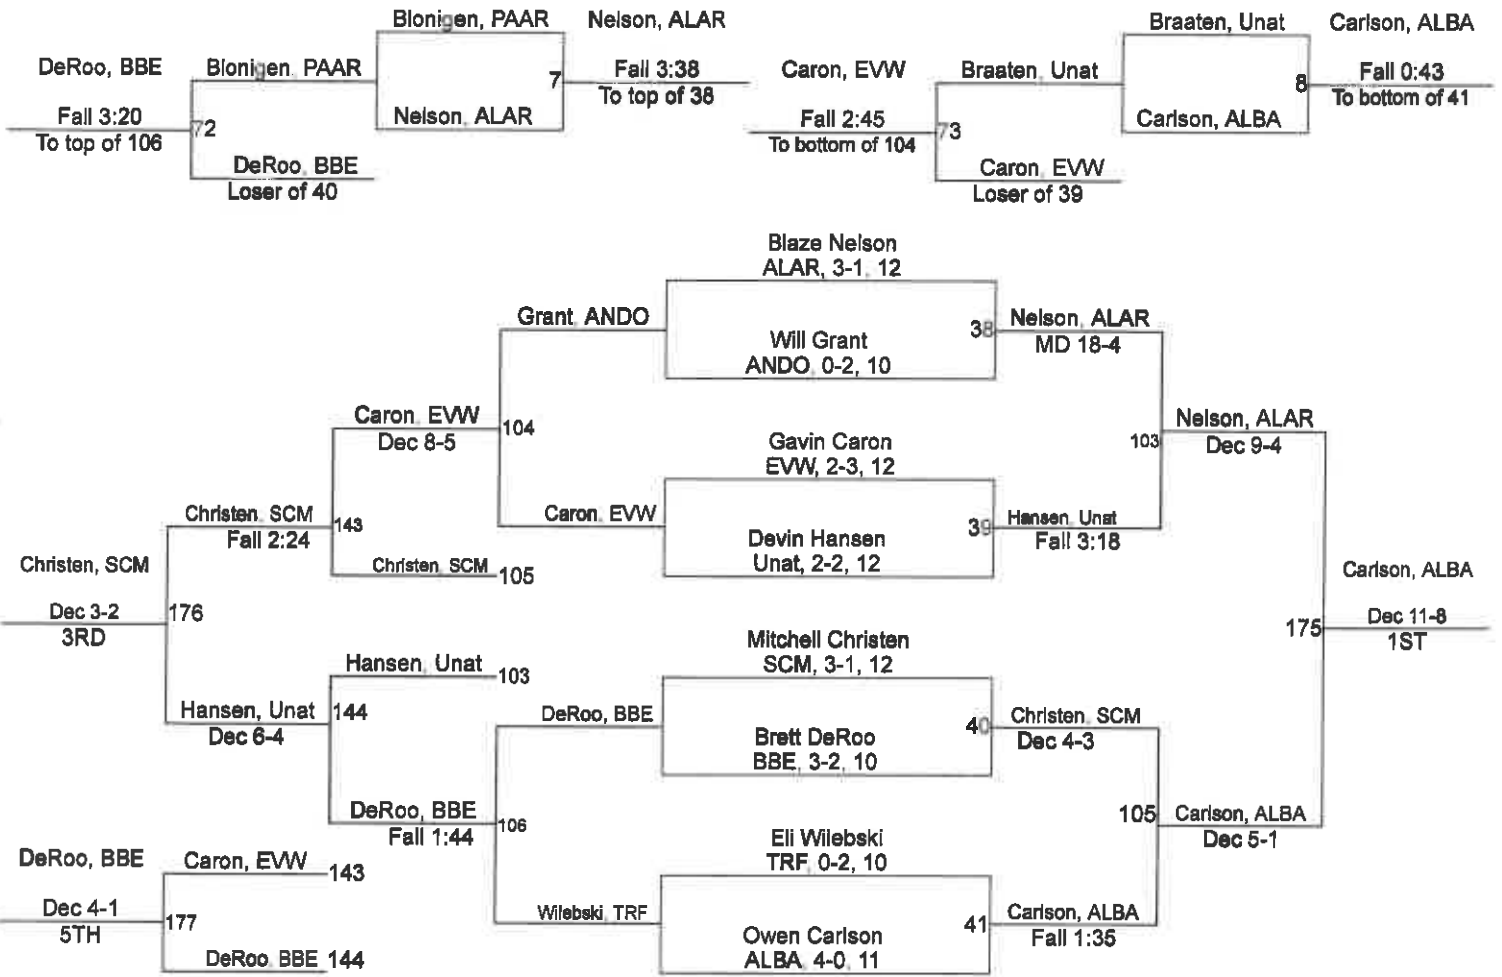 Blonigen, PAAR
Nelson, ALAR
Braaten, Unat
Carlson, ALBA
DeRoo, BBE
Blonigen, PAAR
7
Fall 3:38
To top of 38
Caron, EVW
Braaten, Unat
8
Fall 0:43
To bottom of 41
Fall 3:20
To top of 106
72
Nelson, ALAR
Fall 2:45
To bottom of 104
73
Carlson, ALBA
DeRoo, BBE
Loser of 40
Caron, EVW
Loser of 39
Blaze Nelson
ALAR, 3-1, 12
Grant, ANDO
Will Grant
ANDO, 0-2, 10
38
Nelson, ALAR
MD 18-4
Caron, EVW
Dec 8-5
104
Gavin Caron
EVW, 2-3, 12
103
Nelson, ALAR
Dec 9-4
Christen, SCM
Fall 2:24
143
Caron, EVW
Devin Hansen
Unat, 2-2, 12
39
Hansen, Unat
Fall 3:18
Christen, SCM
Christen, SCM
105
Carlson, ALBA
Dec 3-2
3RD
176
175
Dec 11-8
1ST
Mitchell Christen
SCM, 3-1, 12
Hansen, Unat
103
Hansen, Unat
Dec 6-4
144
DeRoo, BBE
Brett DeRoo
BBE, 3-2, 10
40
Christen, SCM
Dec 4-3
DeRoo, BBE
Fall 1:44
106
Eli Wilebski
TRF, 0-2, 10
105
Carlson, ALBA
Dec 5-1
DeRoo, BBE
Caron, EVW
143
Dec 4-1
5TH
177
Wilebski, TRF
Owen Carlson
ALBA, 4-0, 11
41
Carlson, ALBA
Fall 1:35
DeRoo, BBE
144